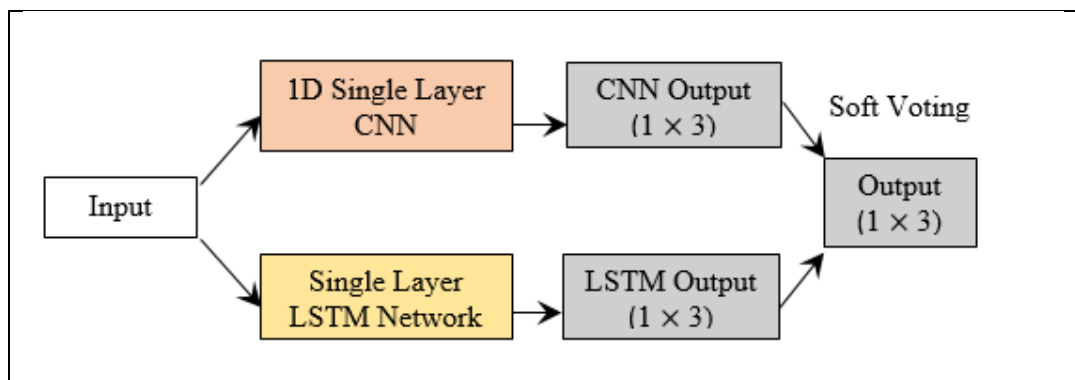 Input
1D Single Layer
CNN
CNN Output
(1 × 3)
Soft Voting
Single Layer
LSTM Network
LSTM Output
(1 × 3)
Output
(1 × 3)